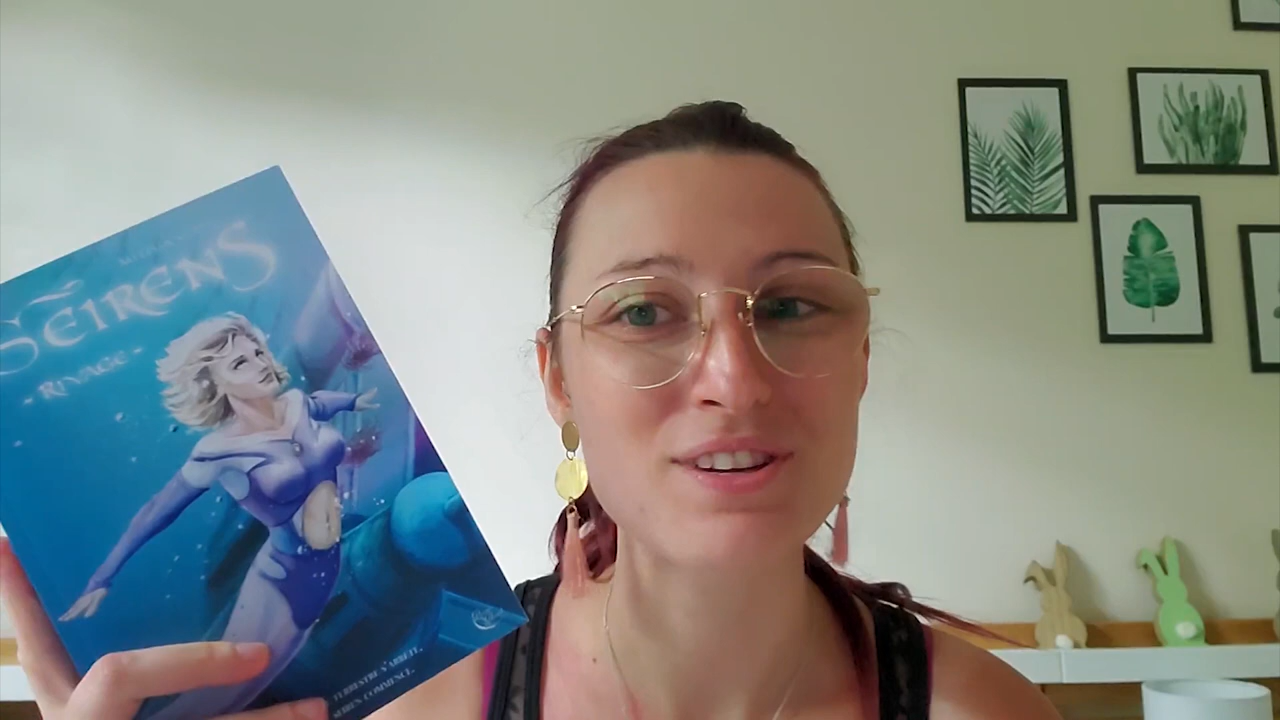 SEIRENS
- RIVAGE -
TERRESTRE S'ARRÊTE,
SEIREN COMMENCE.